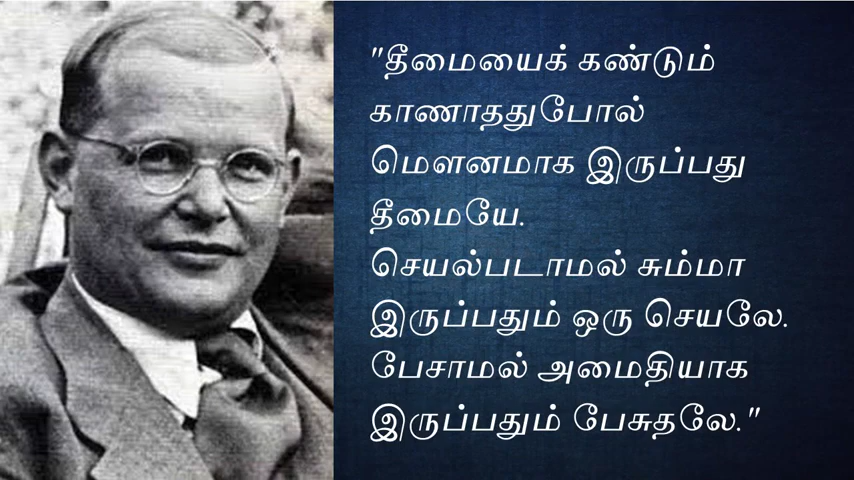 "தீமையைக் கண்டும்
காணாததுபோல்
மௌனமாக இருப்பது
தீமையே.
செயல்படாமல் சும்மா
இருப்பதும் ஒரு செயலே.
பேசாமல் அமைதியாக
இருப்பதும் பேசுதலே."